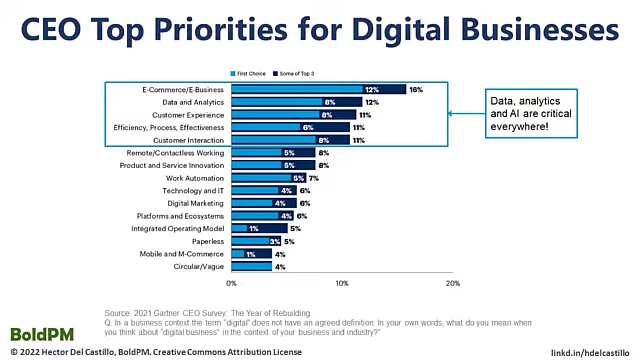 CEO Top Priorities for Digital Businesses
First Choice Some of Top 3
E-Commerce/E-Business 12% 16%
Data and Analytics 8% 12%
Customer Experience 8% 11%
Efficiency, Process, Effectiveness 6% 11%
Customer Interaction 8% 11%
Remote/Contactless Working 5% 8%
Product and Service Innovation 5% 8%
Work Automation 5% 7%
Technology and IT 4% 6%
Digital Marketing 4% 6%
Platforms and Ecosystems 4% 6%
Integrated Operating Model 1% 5%
Paperless 3% 5%
Mobile and M-Commerce 1% 4%
Circular/Vague 4%
0% 10% 20%
Data, analytics
and AI are critical
everywhere!
Source: 2021 Gartner CEO Survey: The Year of Rebuilding
Q. In a business context the term "digital" does not have an agreed definition. In your own words, what do you mean when
you think about "digital business" in the context of your business and industry?"
BoldPM
© 2022 Hector Del Castillo, BoldPM. Creative Commons Attribution License
linkd.in/hdelcastillo